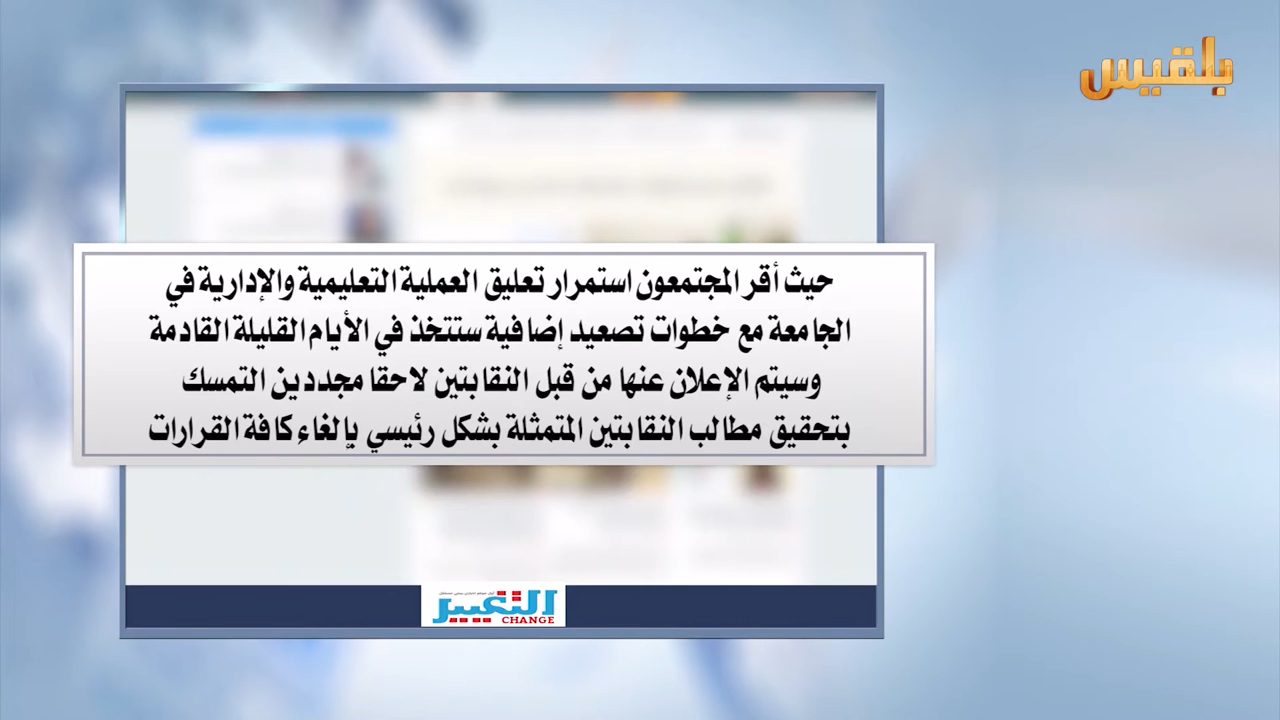 بلقيس
حيث أقر المجتمعون استمرار تعليق العملية التعليمية والإدارية في
الجامعة مع خطوات تصعيد إضافية ستتخذ في الأيام القليلة القادمة
وسيتم الإعلان عنها من قبل النقابتين لاحقا مجددين التمسك
بتحقيق مطالب النقابتين المتمثلة بشكل رئيسي بإلغاء كافة القرارات
التغيير
CHANGE